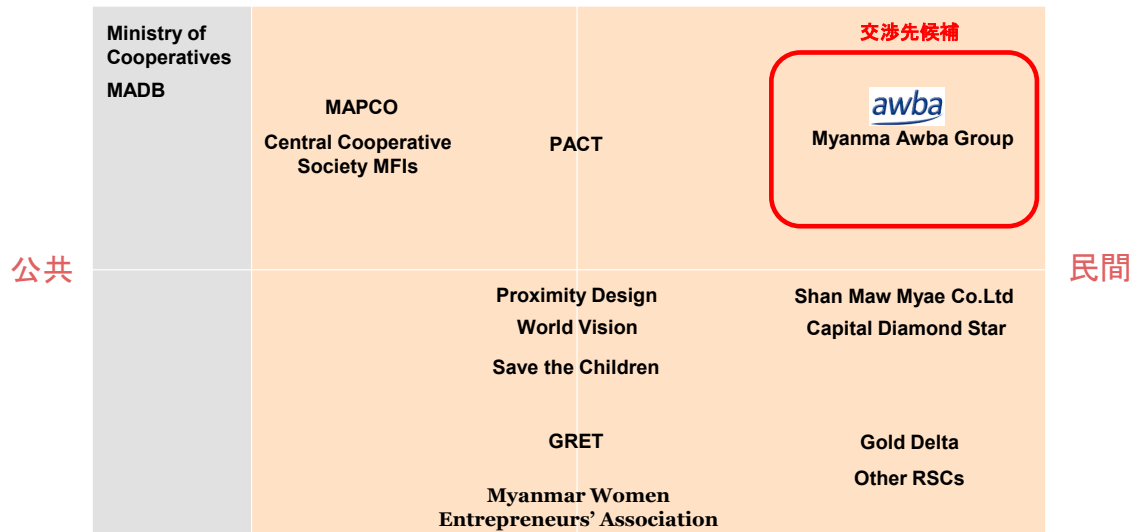 Ministry of
Cooperatives
MADB
MAPCO
Central Cooperative
Society MFIs
PACT
交渉先候補
awba
Myanma Awba Group
公共
民間
Proximity Design
World Vision
Save the Children
GRET
Myanmar Women
Entrepreneurs’ Association
Shan Maw Myae Co.Ltd
Capital Diamond Star
Gold Delta
Other RSCs